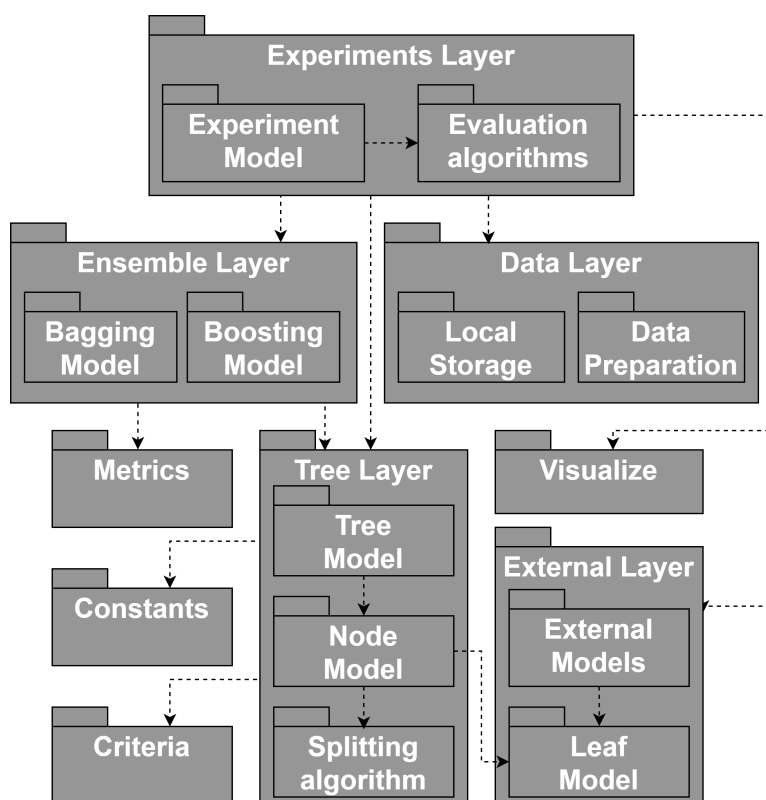 Experiments Layer
Experiment
Model
Evaluation
algorithms
Ensemble Layer
Bagging
Model
Boosting
Model
Data Layer
Local
Storage
Data
Preparation
Metrics
Tree Layer
Visualize
Tree
Model
Constants
Node
Model
External Layer
External
Models
Criteria
Splitting
algorithm
Leaf
Model